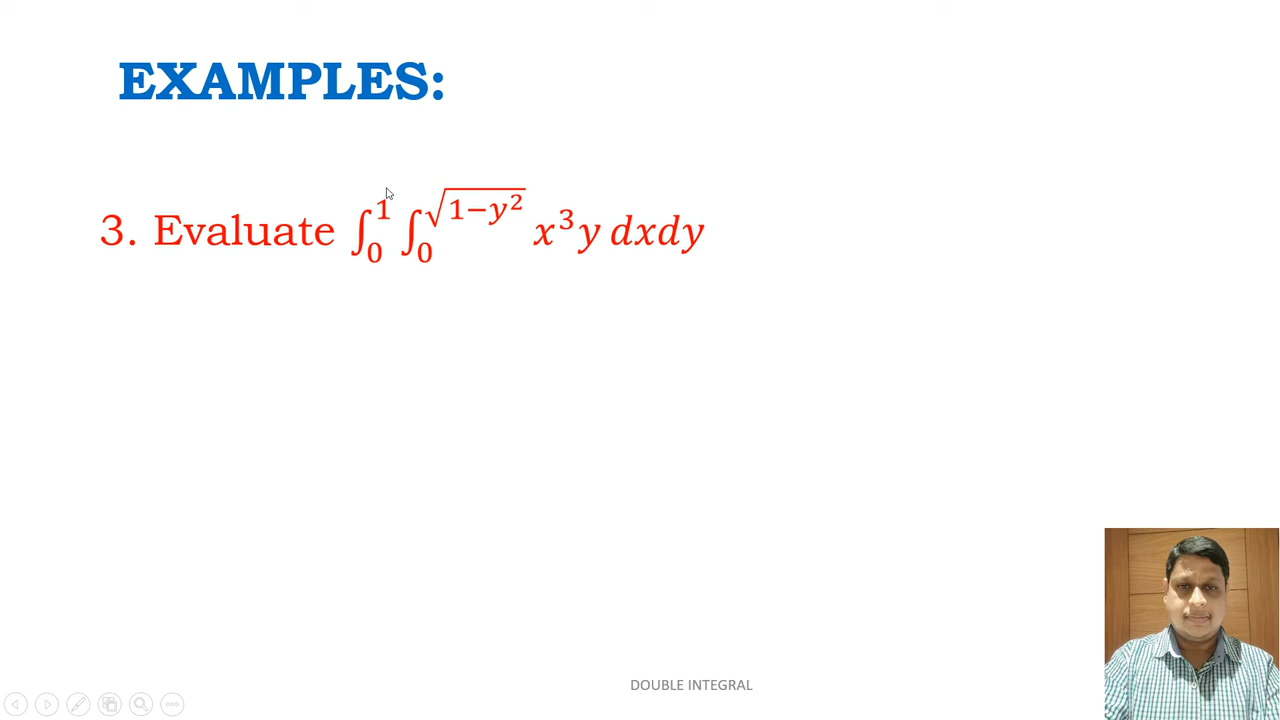 EXAMPLES:
3. Evaluate ∫₀¹ ∫₀^√(1−y²) x³y dxdy
DOUBLE INTEGRAL